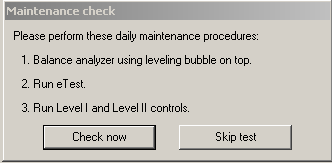 Maintenance check
Please perform these daily maintenance procedures:
1. Balance analyzer using leveling bubble on top.
2. Run eTest.
3. Run Level I and Level II controls.
Check now
Skip test